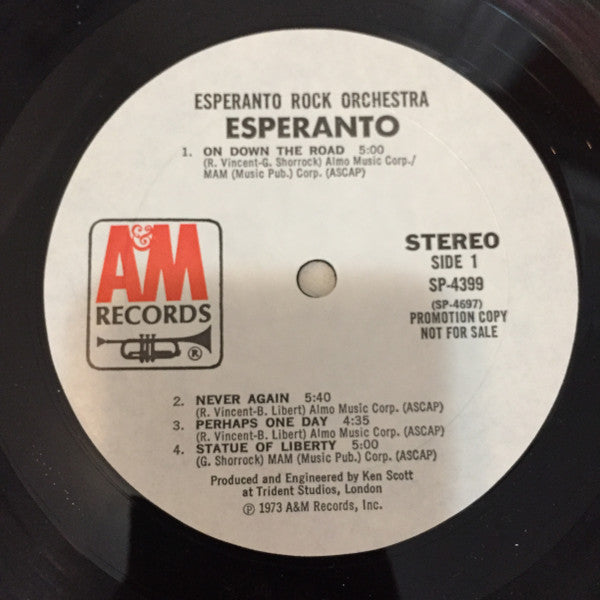 ESPERANTO ROCK ORCHESTRA
ESPERANTO
1. ON DOWN THE ROAD 5:00
(R. Vincent-G. Shorrock) Almo Music Corp./
MAM (Music Pub.) Corp. (ASCAP)
A&M
RECORDS
®
STEREO
SIDE 1
SP-4399
(SP-4697)
PROMOTION COPY
NOT FOR SALE
2. NEVER AGAIN 5:40
(R. Vincent-B. Libert) Almo Music Corp. (ASCAP)
3. PERHAPS ONE DAY 4:35
(R. Vincent-B. Libert) Almo Music Corp. (ASCAP)
4. STATUE OF LIBERTY 5:00
(G. Shorrock) MAM (Music Pub.) Corp. (ASCAP)
Produced and Engineered by Ken Scott
at Trident Studios, London
℗ 1973 A&M Records, Inc.